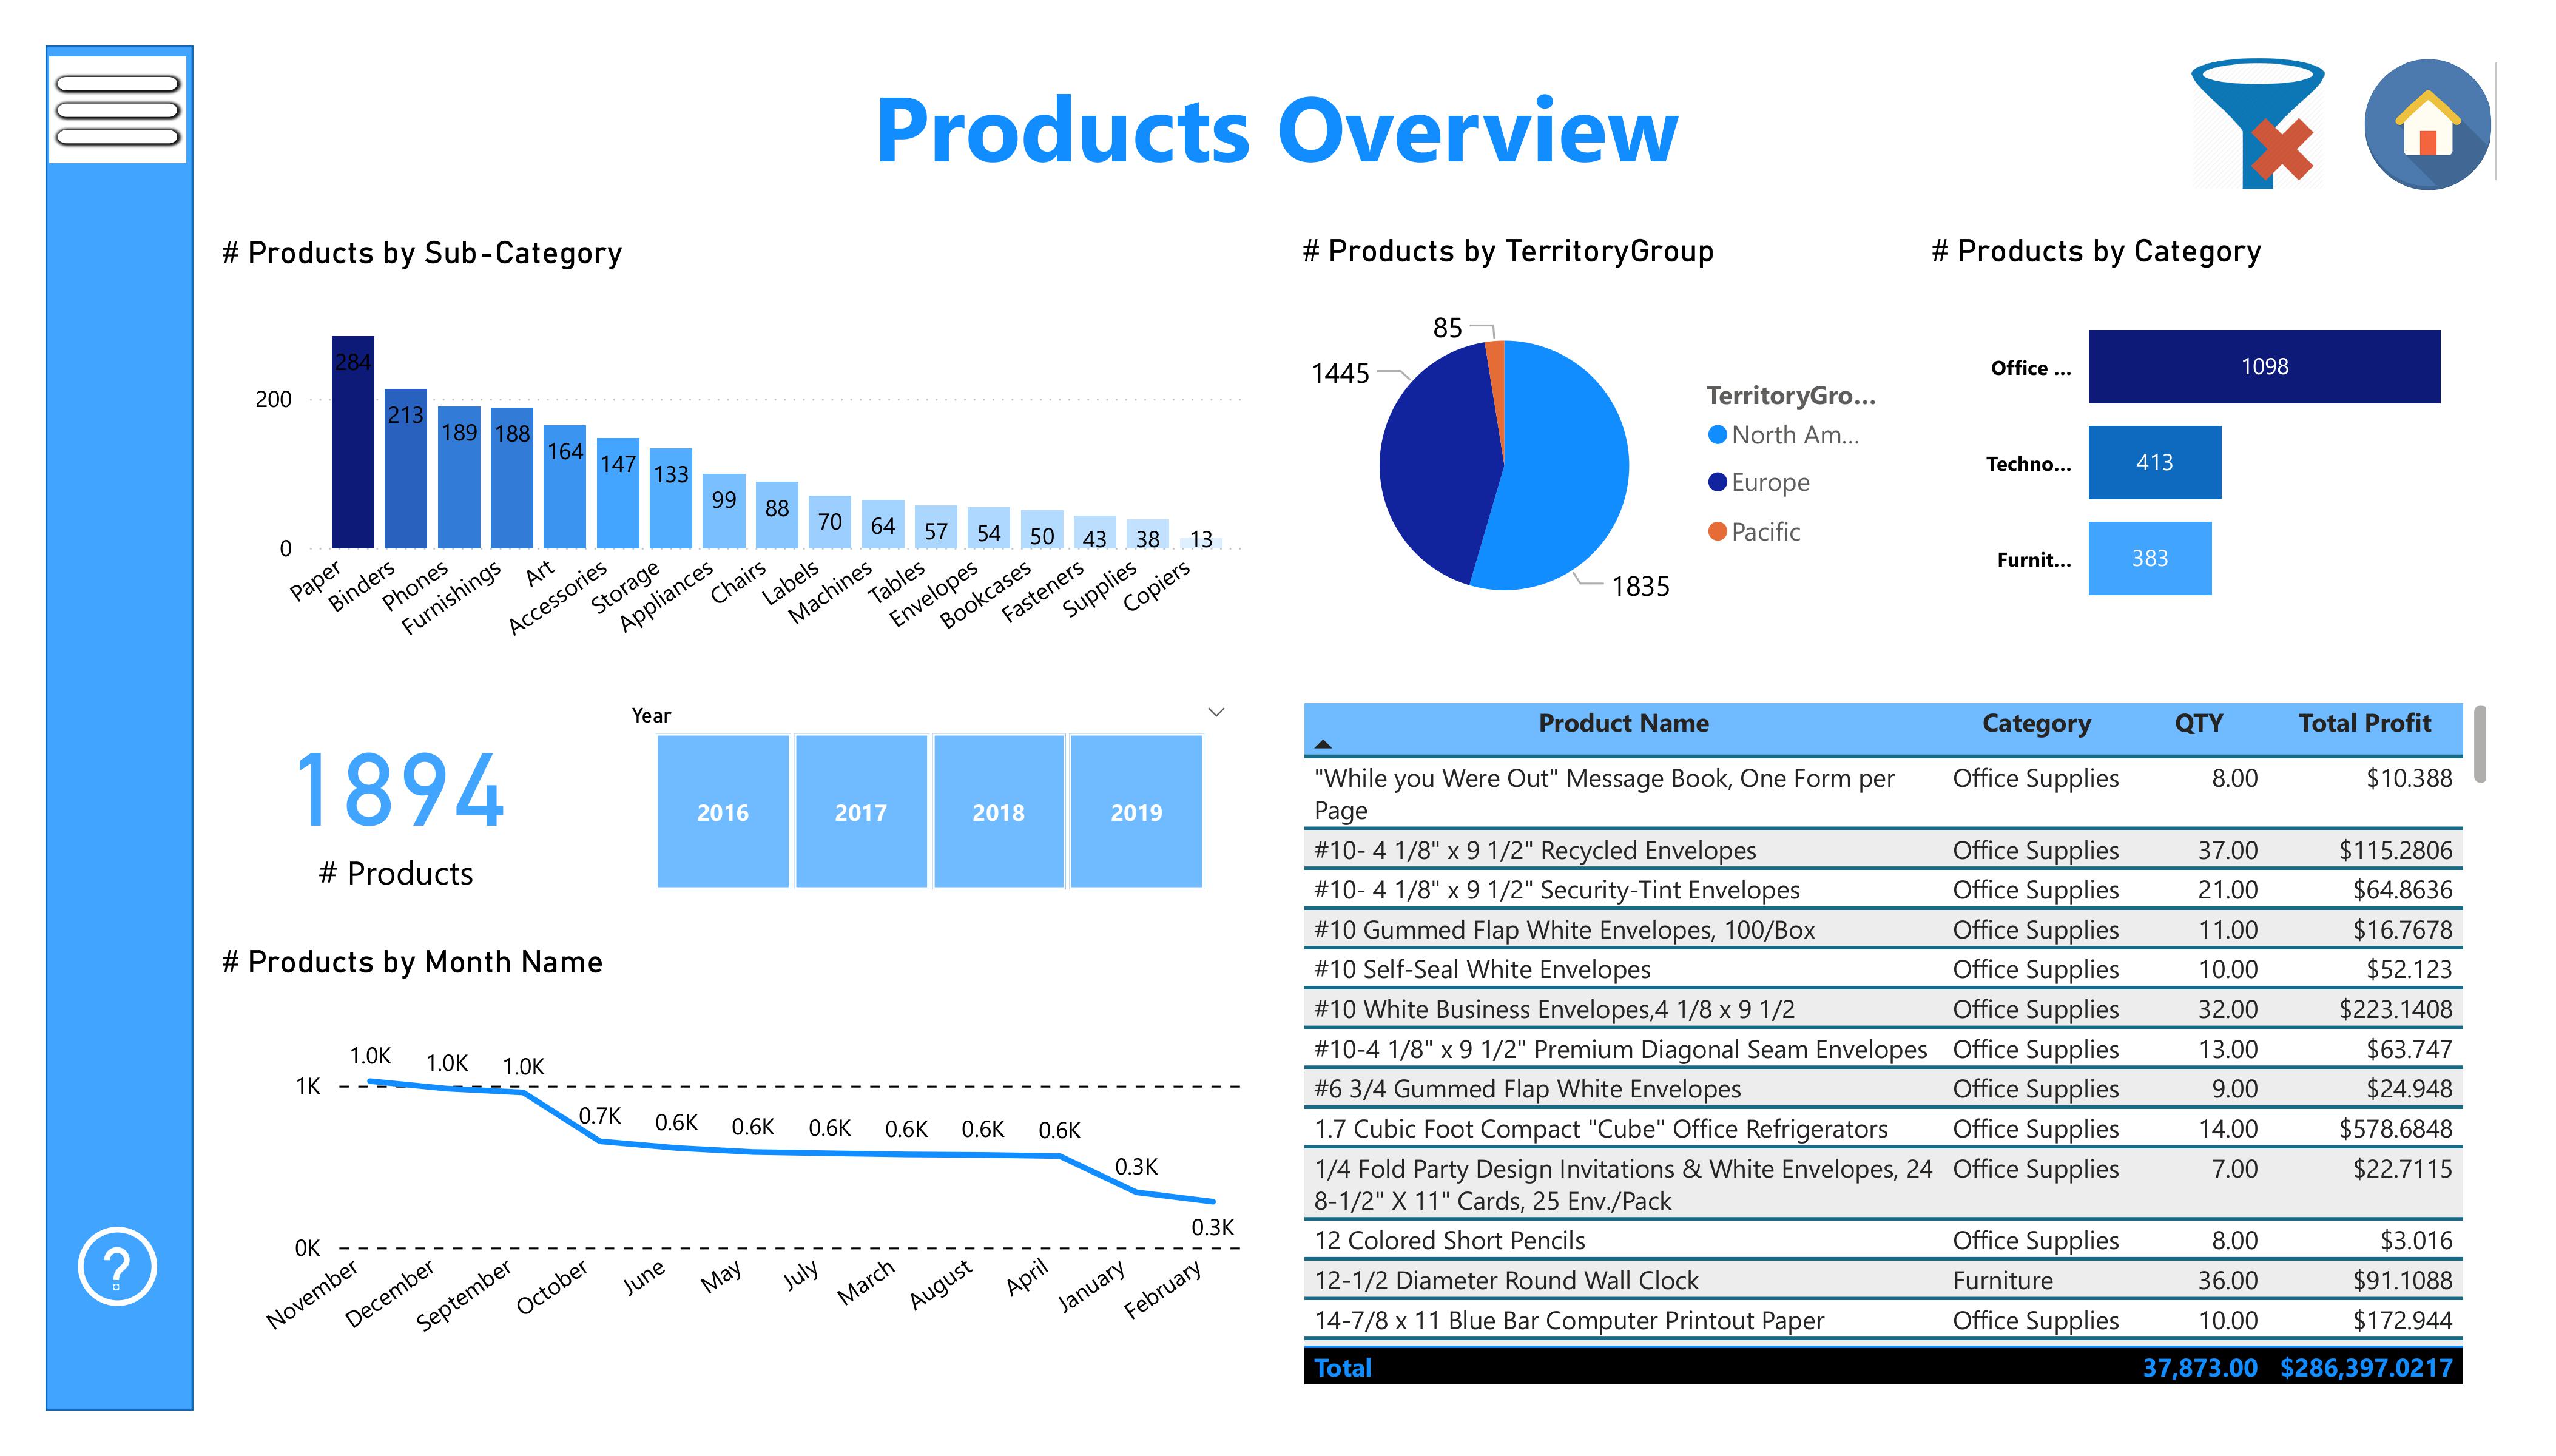 Products Overview
# Products by Sub-Category
200
0
284
213
189
188
164
147
133
99
88
70
64
57
54
50
43
38
13
Paper
Binders
Phones
Furnishings
Art
Accessories
Storage
Appliances
Chairs
Labels
Machines
Tables
Envelopes
Bookcases
Fasteners
Supplies
Copiers
# Products by TerritoryGroup
85
1445
1835
TerritoryGro...
North Am...
Europe
Pacific
# Products by Category
Office ...
1098
Techno...
413
Furnit...
383
1894
# Products
Year
2016
2017
2018
2019
# Products by Month Name
1K
0K
1.0K
1.0K
1.0K
0.7K
0.6K
0.6K
0.6K
0.6K
0.6K
0.6K
0.3K
0.3K
November
December
September
October
June
May
July
March
August
April
January
February
?
Product Name Category QTY Total Profit
"While you Were Out" Message Book, One Form per Office Supplies 8.00 $10.388
Page
#10- 4 1/8" x 9 1/2" Recycled Envelopes Office Supplies 37.00 $115.2806
#10- 4 1/8" x 9 1/2" Security-Tint Envelopes Office Supplies 21.00 $64.8636
#10 Gummed Flap White Envelopes, 100/Box Office Supplies 11.00 $16.7678
#10 Self-Seal White Envelopes Office Supplies 10.00 $52.123
#10 White Business Envelopes,4 1/8 x 9 1/2 Office Supplies 32.00 $223.1408
#10-4 1/8" x 9 1/2" Premium Diagonal Seam Envelopes Office Supplies 13.00 $63.747
#6 3/4 Gummed Flap White Envelopes Office Supplies 9.00 $24.948
1.7 Cubic Foot Compact "Cube" Office Refrigerators Office Supplies 14.00 $578.6848
1/4 Fold Party Design Invitations & White Envelopes, 24 Office Supplies 7.00 $22.7115
8-1/2" X 11" Cards, 25 Env./Pack
12 Colored Short Pencils Office Supplies 8.00 $3.016
12-1/2 Diameter Round Wall Clock Furniture 36.00 $91.1088
14-7/8 x 11 Blue Bar Computer Printout Paper Office Supplies 10.00 $172.944
Total 37,873.00 $286,397.0217